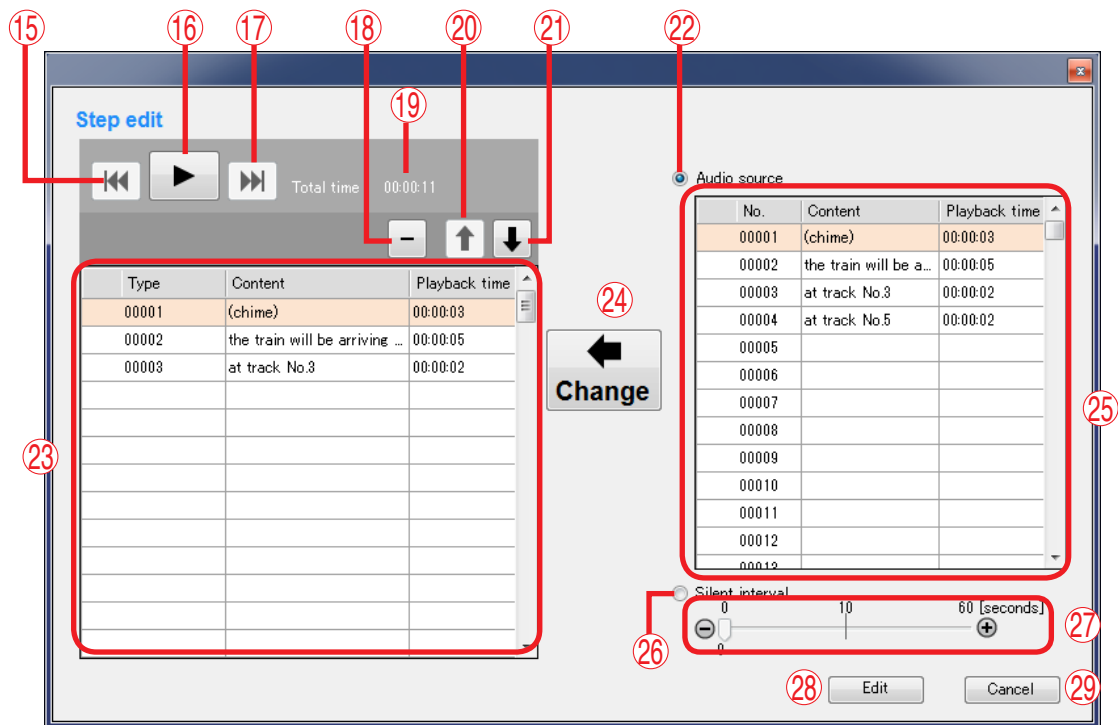 ⑮ ⑯ ⑰ ⑱ ⑳ ㉑ ㉒
Step edit
⑲
Total time 00:00:11
Audio source
Type Content Playback time
00001 (chime) 00:00:03
00002 the train will be arriving ... 00:00:05
00003 at track No.3 00:00:02
㉓
㉔
Change
No. Content Playback time
00001 (chime) 00:00:03
00002 the train will be a... 00:00:05
00003 at track No.3 00:00:02
00004 at track No.5 00:00:02
00005
00006
00007
00008
00009
00010
00011
00012
00013
㉕
Silent interval
0 10 60 [seconds]
0
㉖ ㉗
㉘ Edit Cancel ㉙